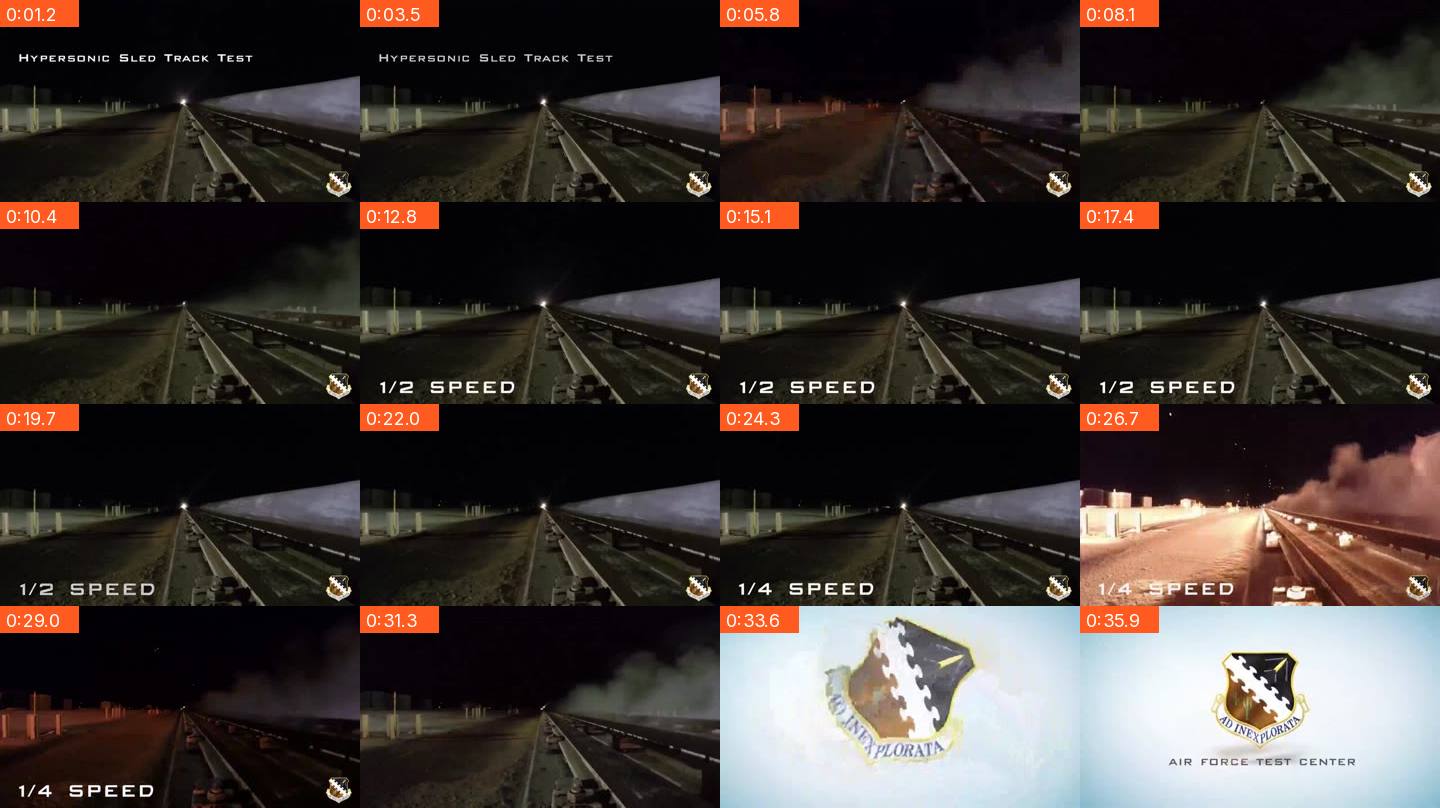 0:01.2
HYPERSONIC SLED TRACK TEST
0:03.5
HYPERSONIC SLED TRACK TEST
0:05.8
0:08.1
0:10.4
0:12.8
1/2 SPEED
0:15.1
1/2 SPEED
0:17.4
1/2 SPEED
0:19.7
1/2 SPEED
0:22.0
0:24.3
1/4 SPEED
0:26.7
1/4 SPEED
0:29.0
1/4 SPEED
0:31.3
0:33.6
AD INEXPLORATA
0:35.9
AD INEXPLORATA
AIR FORCE TEST CENTER